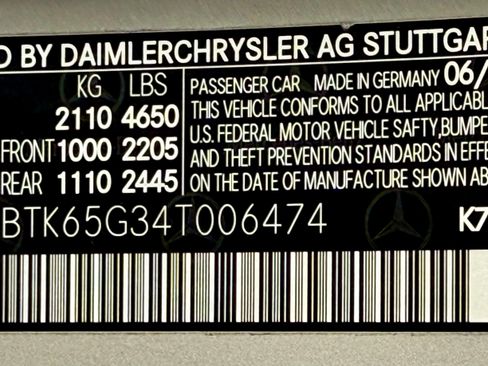 D BY DAIMLERCHRYSLER AG STUTTGAR
KG LBS
2110 4650
FRONT 1000 2205
REAR 1110 2445
PASSENGER CAR MADE IN GERMANY 06/
THIS VEHICLE CONFORMS TO ALL APPLICABL
U.S. FEDERAL MOTOR VEHICLE SAFTY,BUMPE
AND THEFT PREVENTION STANDARDS IN EFFE
ON THE DATE OF MANUFACTURE SHOWN AB
BTK65G34T006474
K7